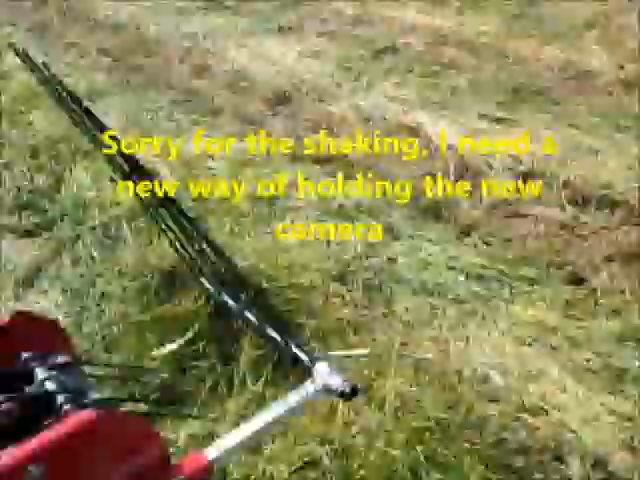 Sorry for the shaking, I need a
new way of holding the new
camera